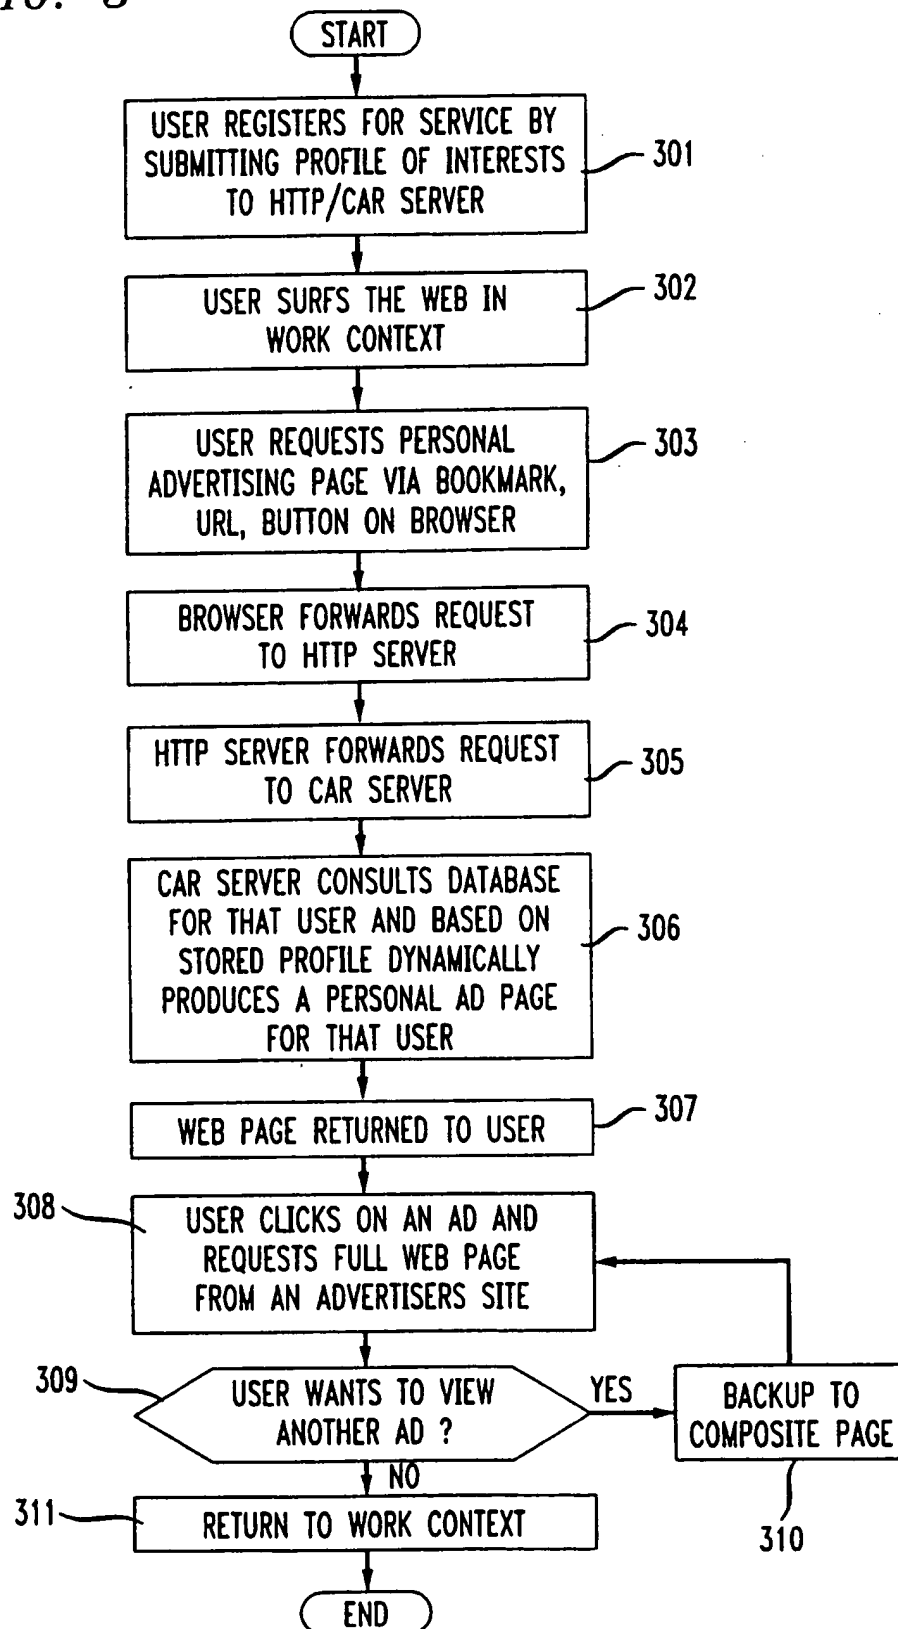 START
USER REGISTERS FOR SERVICE BY
SUBMITTING PROFILE OF INTERESTS
TO HTTP/CAR SERVER
301
USER SURFS THE WEB IN
WORK CONTEXT
302
USER REQUESTS PERSONAL
ADVERTISING PAGE VIA BOOKMARK,
URL, BUTTON ON BROWSER
303
BROWSER FORWARDS REQUEST
TO HTTP SERVER
304
HTTP SERVER FORWARDS REQUEST
TO CAR SERVER
305
CAR SERVER CONSULTS DATABASE
FOR THAT USER AND BASED ON
STORED PROFILE DYNAMICALLY
PRODUCES A PERSONAL AD PAGE
FOR THAT USER
306
WEB PAGE RETURNED TO USER
307
308
USER CLICKS ON AN AD AND
REQUESTS FULL WEB PAGE
FROM AN ADVERTISERS SITE
309
USER WANTS TO VIEW
ANOTHER AD ?
YES
BACKUP TO
COMPOSITE PAGE
310
NO
311
RETURN TO WORK CONTEXT
END